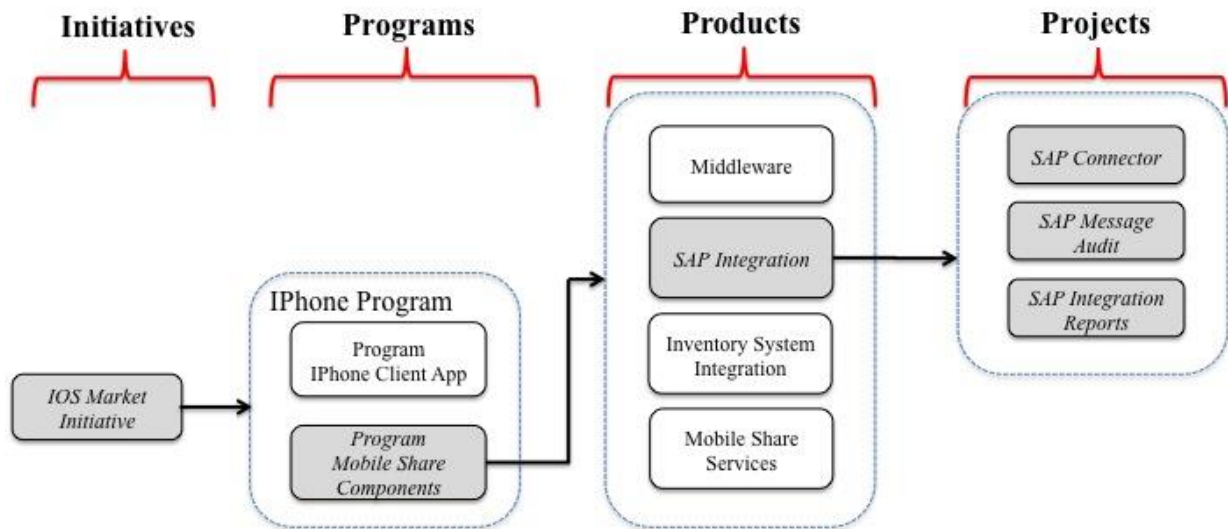 Initiatives
Programs
Products
Projects
IOS Market
Initiative
IPhone Program
Program
IPhone Client App
Program
Mobile Share
Components
Middleware
SAP Integration
Inventory System
Integration
Mobile Share
Services
SAP Connector
SAP Message
Audit
SAP Integration
Reports